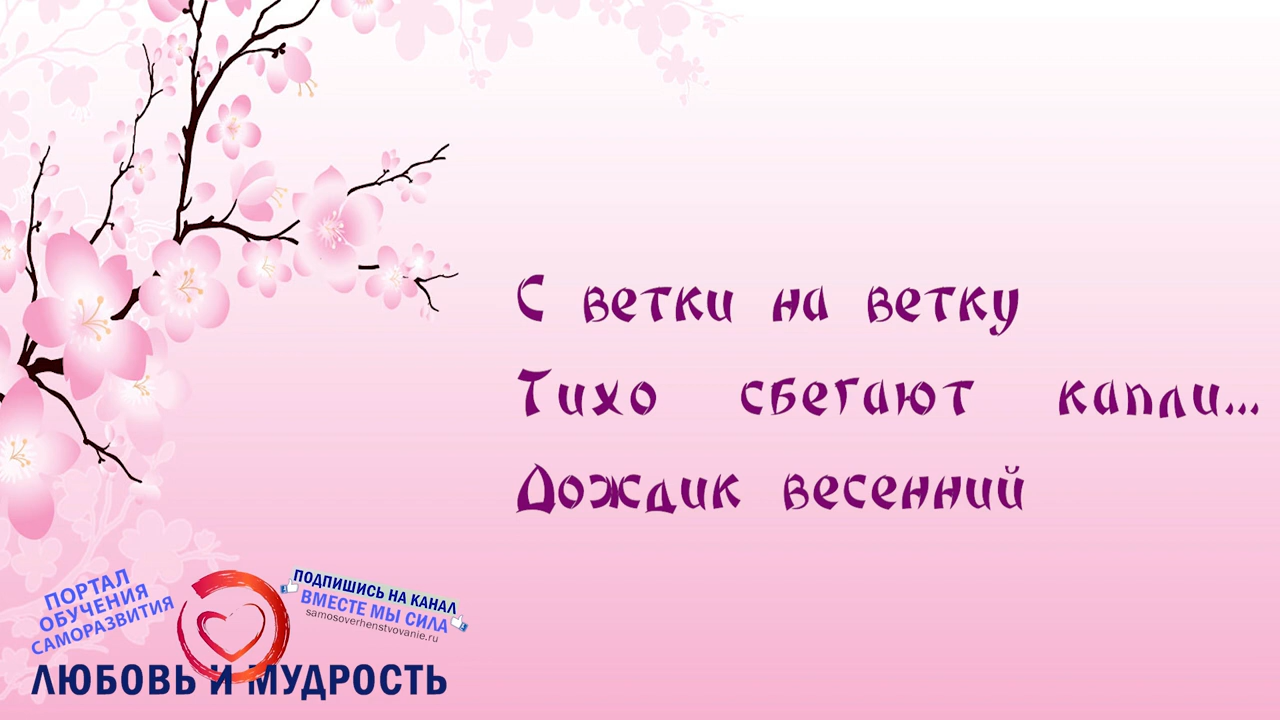 С ветки на ветку
Тихо сбегают капли...
Дождик весенний
ПОРТАЛ
ОБУЧЕНИЯ
САМОРАЗВИТИЯ
ПОДПИШИСЬ НА КАНАЛ
ВМЕСТЕ МЫ СИЛА
samosoverhenstvovanie.ru
ЛЮБОВЬ И МУДРОСТЬ